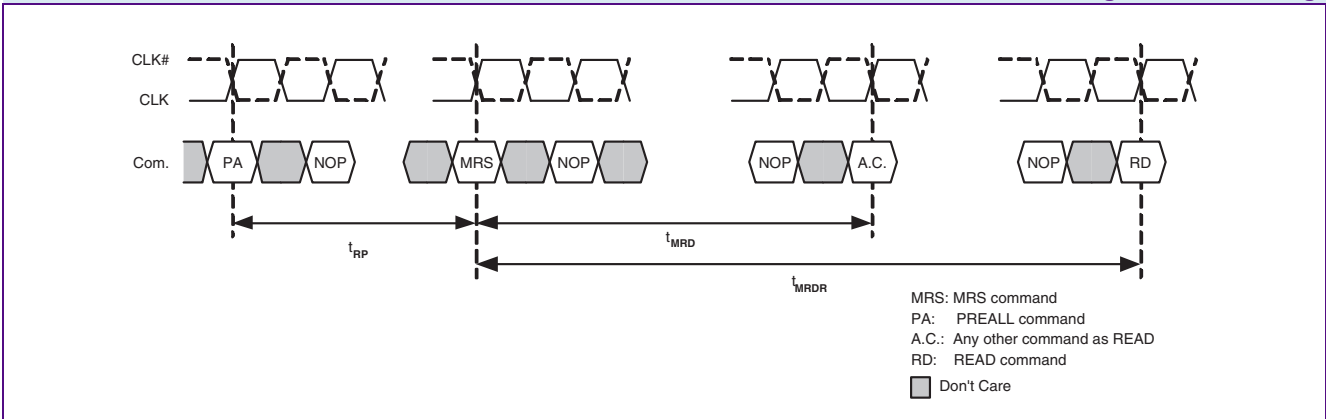 CLK#
CLK
Com.
PA
NOP
MRS
NOP
NOP
A.C.
NOP
RD
tRP
tMRD
tMRDR
MRS: MRS command
PA: PREALL command
A.C.: Any other command as READ
RD: READ command
Don't Care